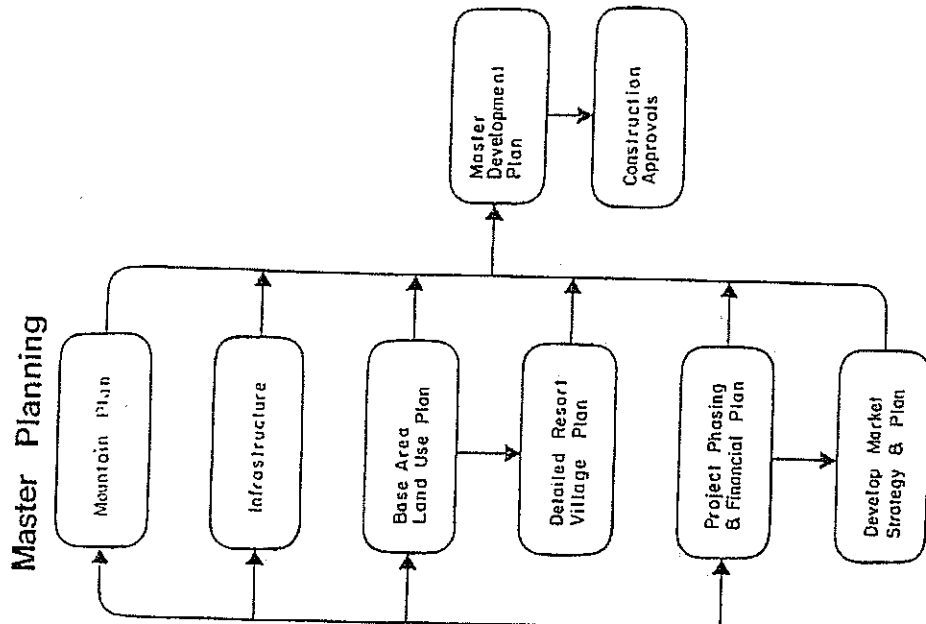 Master Planning
Mountain Plan
Infrastructure
Base Area
Land Use Plan
Detailed Resort
Village Plan
Project Phasing
& Financial Plan
Develop Market
Strategy & Plan
Master
Development
Plan
Construction
Approvals